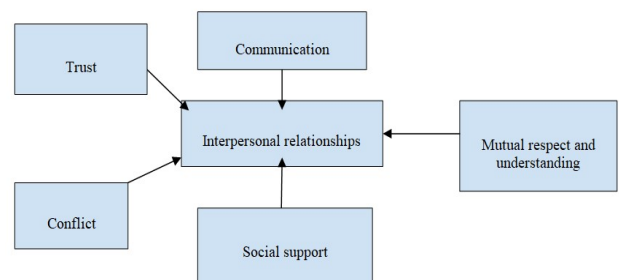 Communication
Trust
Interpersonal relationships
Mutual respect and
understanding
Conflict
Social support